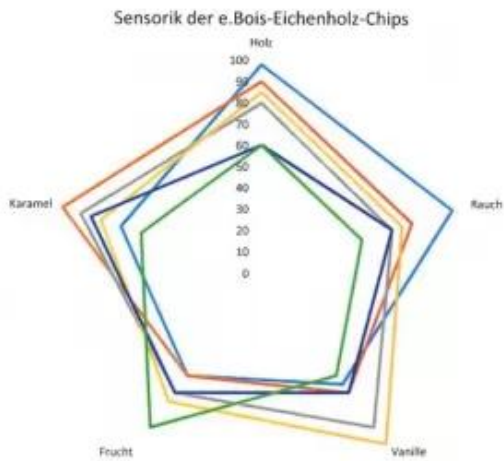 Sensorik der e.Bois-Eichenholz-Chips
Holz
100
90
80
70
60
50
40
30
20
10
0
Karamel
Rauch
Frucht
Vanille